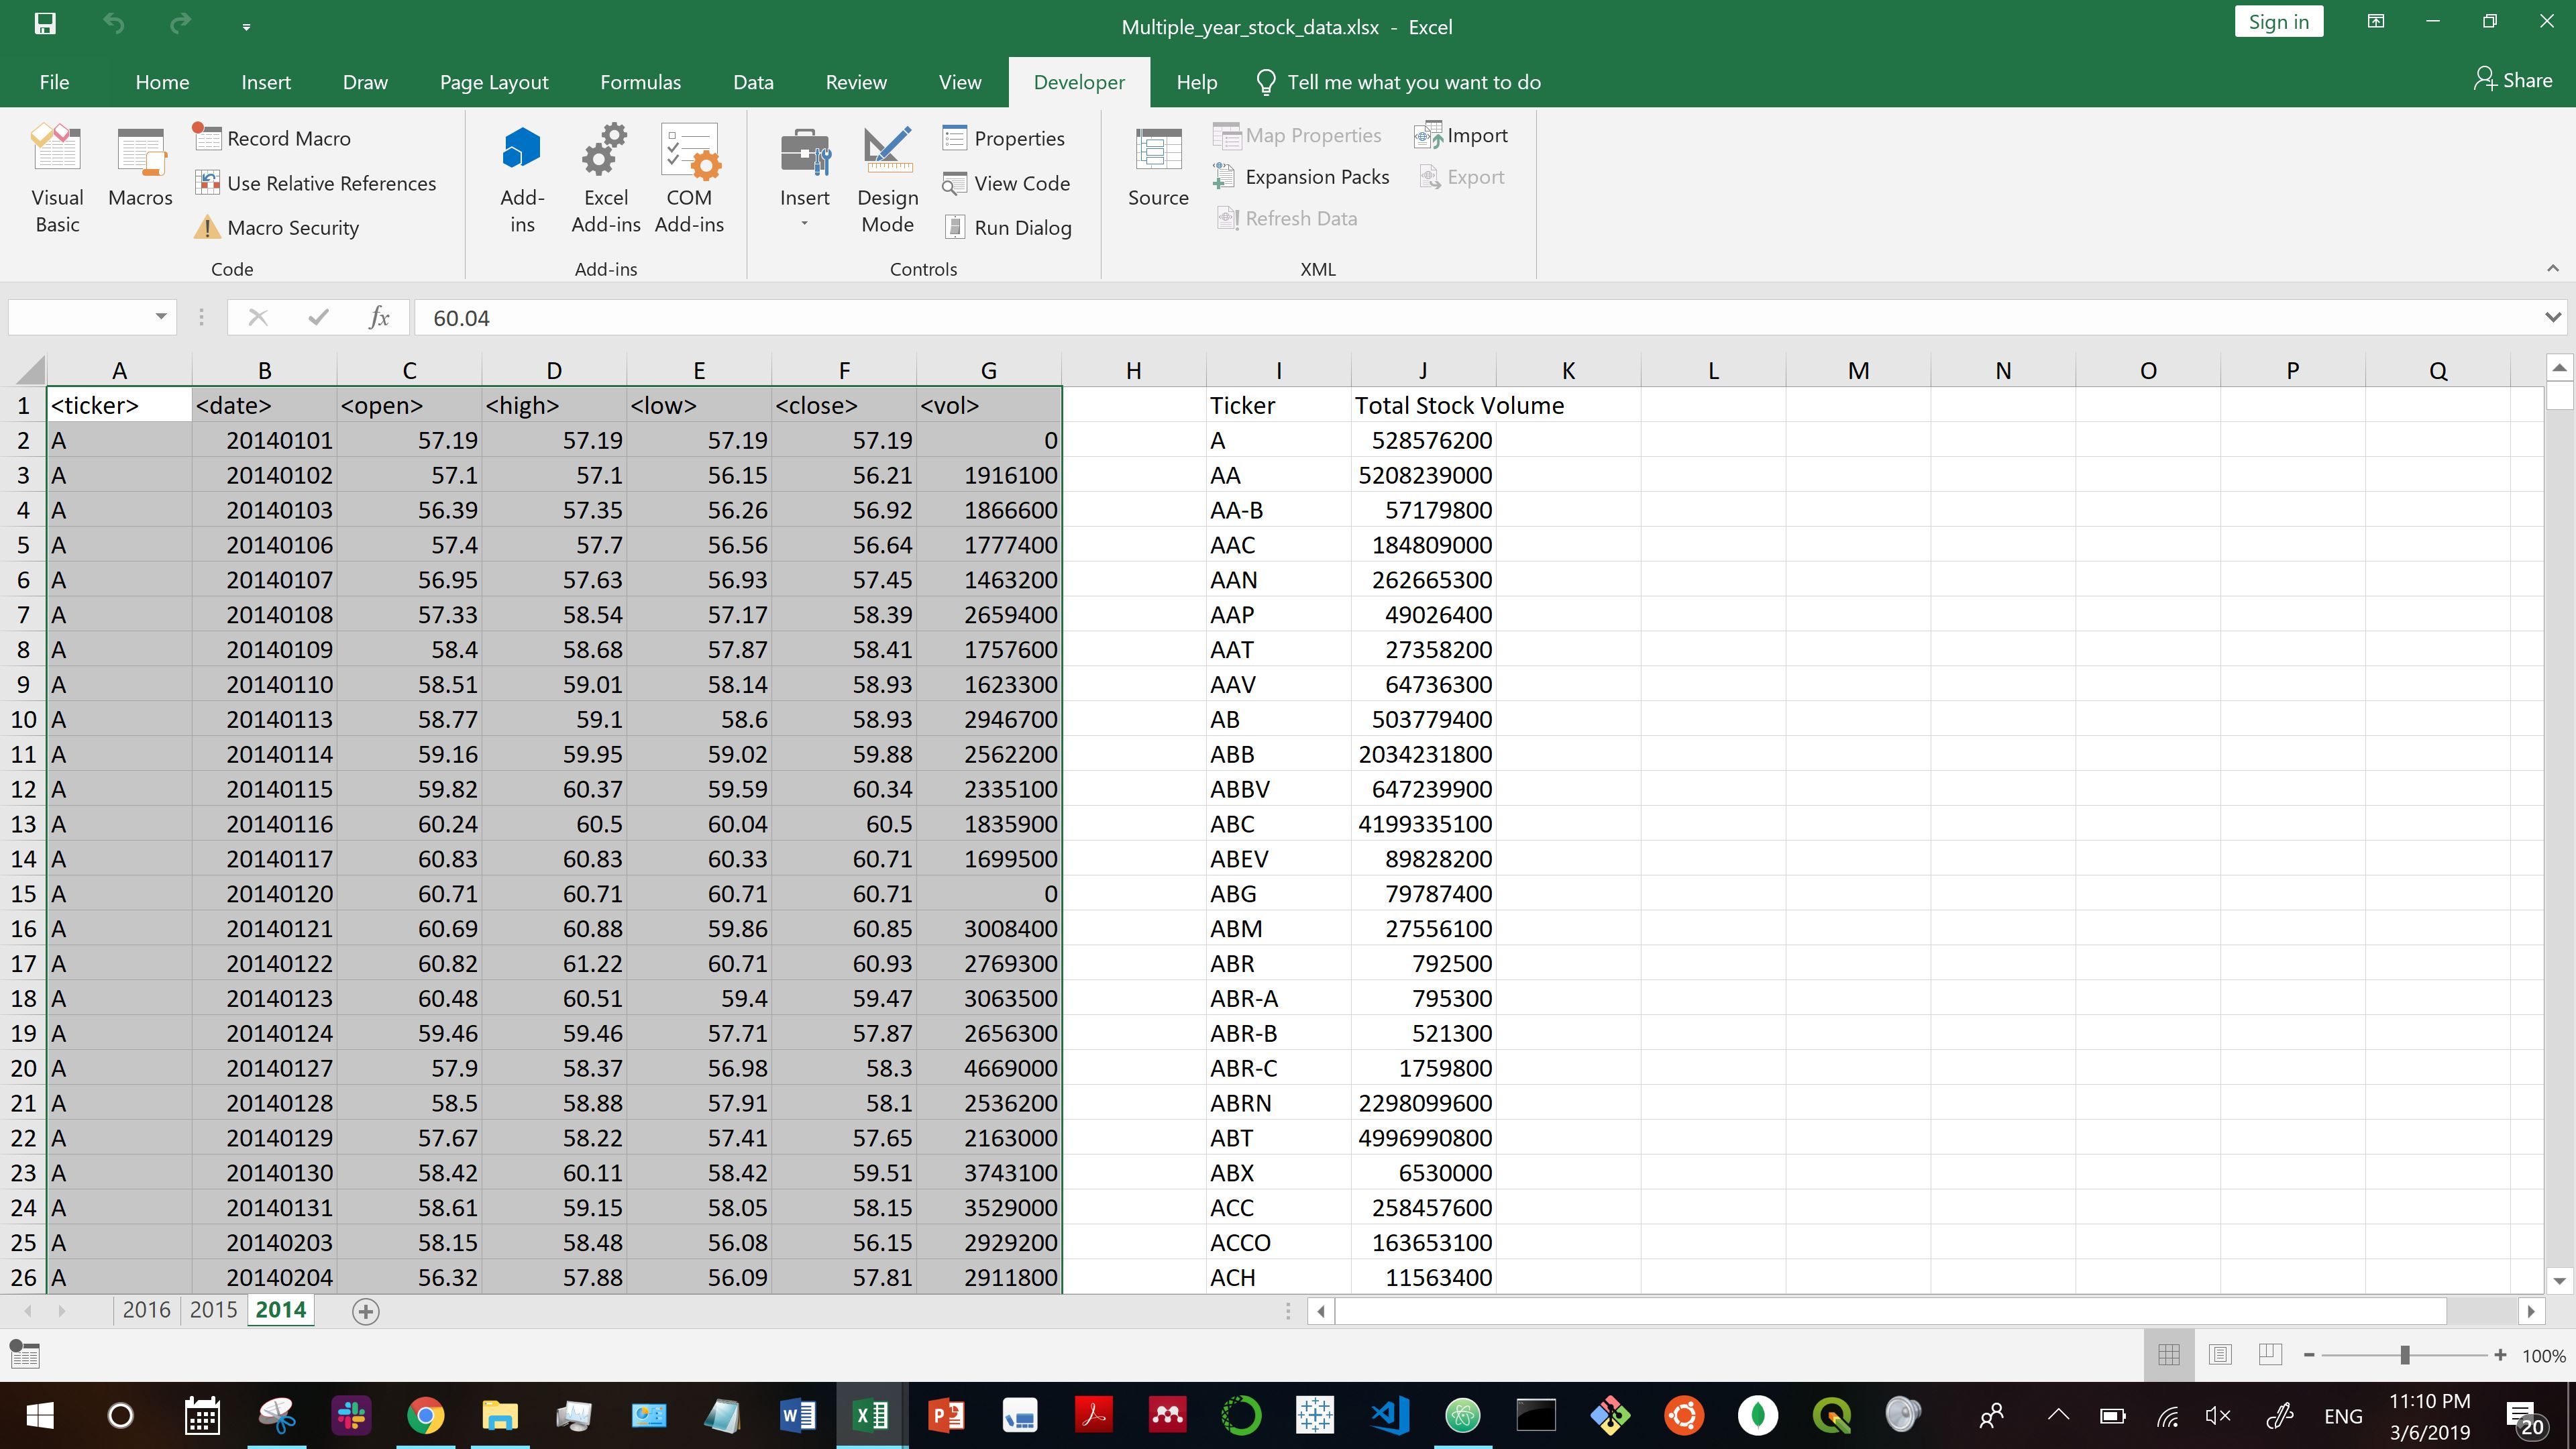 Multiple_year_stock_data.xlsx - Excel
Sign in
File Home Insert Draw Page Layout Formulas Data Review View Developer Help Tell me what you want to do Share
Visual Basic
Macros
Record Macro
Use Relative References
Macro Security
Code
Add-ins
Excel Add-ins
COM Add-ins
Add-ins
Insert
Design Mode
Properties
View Code
Run Dialog
Controls
Source
Map Properties
Expansion Packs
Refresh Data
Import
Export
XML
fx 60.04
A B C D E F G H I J K L M N O P Q
1 <ticker> <date> <open> <high> <low> <close> <vol> Ticker Total Stock Volume
2 A 20140101 57.19 57.19 57.19 57.19 0 A 528576200
3 A 20140102 57.1 57.1 56.15 56.21 1916100 AA 5208239000
4 A 20140103 56.39 57.35 56.26 56.92 1866600 AA-B 57179800
5 A 20140106 57.4 57.7 56.56 56.64 1777400 AAC 184809000
6 A 20140107 56.95 57.63 56.93 57.45 1463200 AAN 262665300
7 A 20140108 57.33 58.54 57.17 58.39 2659400 AAP 49026400
8 A 20140109 58.4 58.68 57.87 58.41 1757600 AAT 27358200
9 A 20140110 58.51 59.01 58.14 58.93 1623300 AAV 64736300
10 A 20140113 58.77 59.1 58.6 58.93 2946700 AB 503779400
11 A 20140114 59.16 59.95 59.02 59.88 2562200 ABB 2034231800
12 A 20140115 59.82 60.37 59.59 60.34 2335100 ABBV 647239900
13 A 20140116 60.24 60.5 60.04 60.5 1835900 ABC 4199335100
14 A 20140117 60.83 60.83 60.33 60.71 1699500 ABEV 89828200
15 A 20140120 60.71 60.71 60.71 60.71 0 ABG 79787400
16 A 20140121 60.69 60.88 59.86 60.85 3008400 ABM 27556100
17 A 20140122 60.82 61.22 60.71 60.93 2769300 ABR 792500
18 A 20140123 60.48 60.51 59.4 59.47 3063500 ABR-A 795300
19 A 20140124 59.46 59.46 57.71 57.87 2656300 ABR-B 521300
20 A 20140127 57.9 58.37 56.98 58.3 4669000 ABR-C 1759800
21 A 20140128 58.5 58.88 57.91 58.1 2536200 ABRN 2298099600
22 A 20140129 57.67 58.22 57.41 57.65 2163000 ABT 4996990800
23 A 20140130 58.42 60.11 58.42 59.51 3743100 ABX 6530000
24 A 20140131 58.61 59.15 58.05 58.15 3529000 ACC 258457600
25 A 20140203 58.15 58.48 56.08 56.15 2929200 ACCO 163653100
26 A 20140204 56.32 57.88 56.09 57.81 2911800 ACH 11563400
2016 2015 2014
100%
ENG
11:10 PM
3/6/2019
20